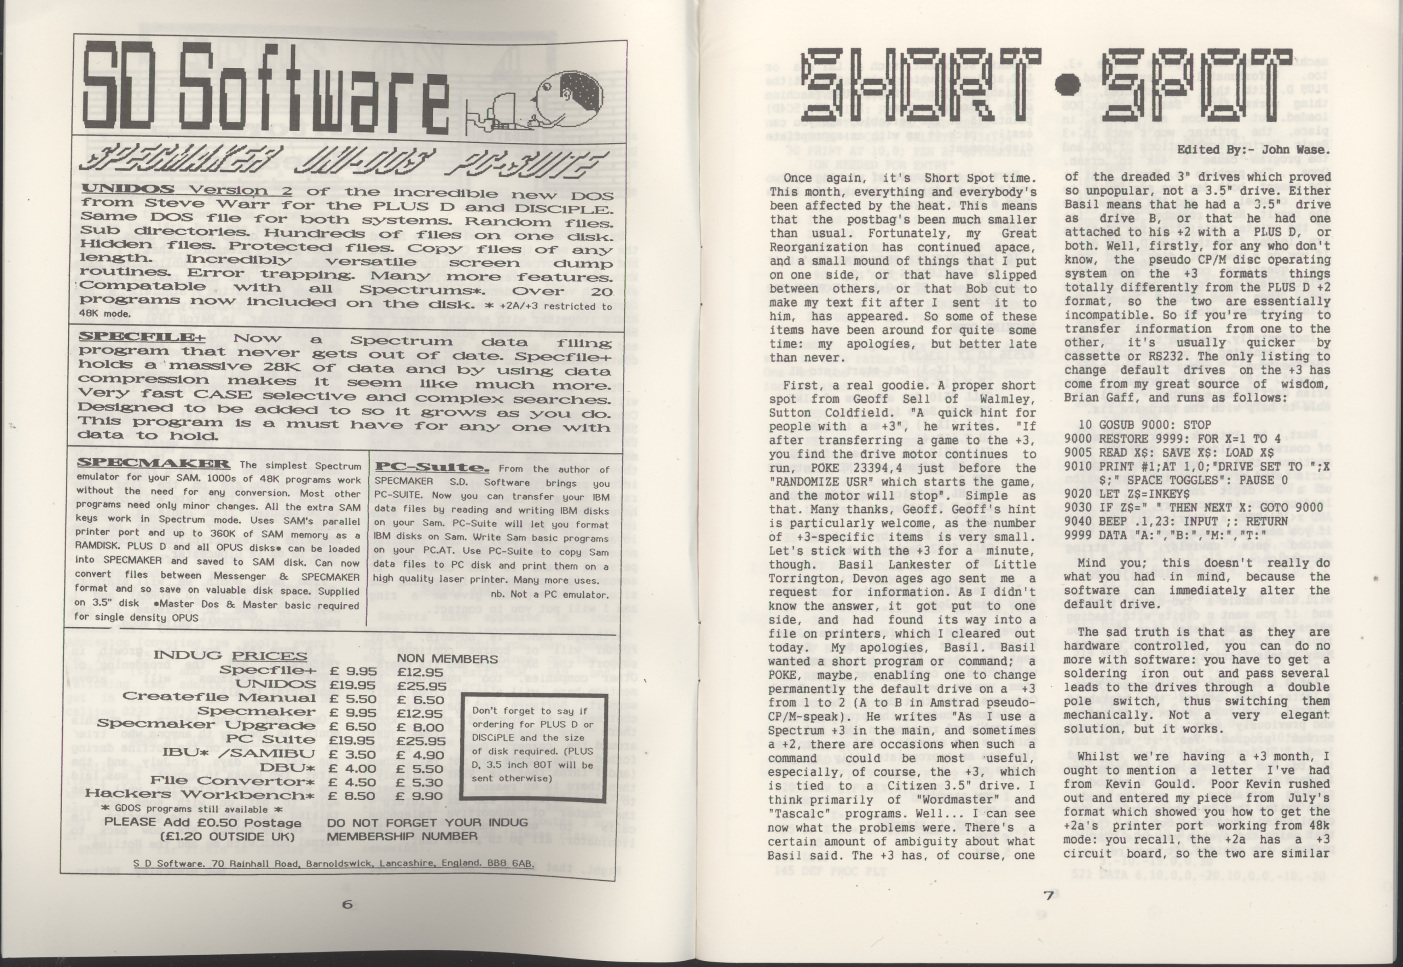 SD Software
SPECMAKER UNI-DOS PC-SUITE
UNIDOS Version 2 of the incredible new DOS
from Steve Warr for the PLUS D and DISCiPLE.
Same DOS file for both systems. Random files.
Sub directories. Hundreds of files on one disk.
Hidden files. Protected files. Copy files of any
length. Incredibly versatile screen dump
routines. Error trapping. Many more features.
Compatable with all Spectrums*. Over 20
programs now included on the disk. * +2A/+3 restricted to
48K mode.
SPECFILE+ Now a Spectrum data filing
program that never gets out of date. Specfile+
holds a massive 28K of data and by using data
compression makes it seem like much more.
Very fast CASE selective and complex searches.
Designed to be added to so it grows as you do.
This program is a must have for any one with
data to hold.
SPECMAKER The simplest Spectrum
emulator for your SAM. 1000s of 48K programs work
without the need for any conversion. Most other
programs need only minor changes. All the extra SAM
keys work in Spectrum mode. Uses SAM's parallel
printer port and up to 360K of SAM memory as a
RAMDISK. PLUS D and all OPUS disks● can be loaded
into SPECMAKER and saved to SAM disk. Can now
convert files between Messenger & SPECMAKER
format and so save on valuable disk space. Supplied
on 3.5" disk ●Master Dos & Master basic required
for single density OPUS
PC-Suite. From the author of
SPECMAKER S.D. Software brings you
PC-SUITE. Now you can transfer your IBM
data files by reading and writing IBM disks
on your Sam. PC-Suite will let you format
IBM disks on Sam. Write Sam basic programs
on your PC.AT. Use PC-Suite to copy Sam
data files to PC disk and print them on a
high quality laser printer. Many more uses.
nb. Not a PC emulator.
INDUG PRICES NON MEMBERS
Specfile+ £ 9.95 £12.95
UNIDOS £19.95 £25.95
Createfile Manual £ 5.50 £ 6.50
Specmaker £ 9.95 £12.95
Specmaker Upgrade £ 6.50 £ 8.00
PC Suite £19.95 £25.95
IBU* /SAMIBU £ 3.50 £ 4.90
DBU* £ 4.00 £ 5.50
File Convertor* £ 4.50 £ 5.30
Hackers Workbench* £ 8.50 £ 9.90
* GDOS programs still available *
Don't forget to say if
ordering for PLUS D or
DISCiPLE and the size
of disk required. (PLUS
D, 3.5 inch 80T will be
sent otherwise)
PLEASE Add £0.50 Postage DO NOT FORGET YOUR INDUG
(£1.20 OUTSIDE UK) MEMBERSHIP NUMBER
S D Software. 70 Rainhall Road, Barnoldswick, Lancashire, England. BB8 6AB.
6
SHORT●SPOT
Edited By:- John Wase.
Once again, it's Short Spot time.
This month, everything and everybody's
been affected by the heat. This means
that the postbag's been much smaller
than usual. Fortunately, my Great
Reorganization has continued apace,
and a small mound of things that I put
on one side, or that have slipped
between others, or that Bob cut to
make my text fit after I sent it to
him, has appeared. So some of these
items have been around for quite some
time: my apologies, but better late
than never.
First, a real goodie. A proper short
spot from Geoff Sell of Walmley,
Sutton Coldfield. "A quick hint for
people with a +3", he writes. "If
after transferring a game to the +3,
you find the drive motor continues to
run, POKE 23394,4 just before the
"RANDOMIZE USR" which starts the game,
and the motor will stop". Simple as
that. Many thanks, Geoff. Geoff's hint
is particularly welcome, as the number
of +3-specific items is very small.
Let's stick with the +3 for a minute,
though. Basil Lankester of Little
Torrington, Devon ages ago sent me a
request for information. As I didn't
know the answer, it got put to one
side, and had found its way into a
file on printers, which I cleared out
today. My apologies, Basil. Basil
wanted a short program or command; a
POKE, maybe, enabling one to change
permanently the default drive on a +3
from 1 to 2 (A to B in Amstrad pseudo-
CP/M-speak). He writes "As I use a
Spectrum +3 in the main, and sometimes
a +2, there are occasions when such a
command could be most useful,
especially, of course, the +3, which
is tied to a Citizen 3.5" drive. I
think primarily of "Wordmaster" and
"Tascalc" programs. Well... I can see
now what the problems were. There's a
certain amount of ambiguity about what
Basil said. The +3 has, of course, one
of the dreaded 3" drives which proved
so unpopular, not a 3.5" drive. Either
Basil means that he had a 3.5" drive
as drive B, or that he had one
attached to his +2 with a PLUS D, or
both. Well, firstly, for any who don't
know, the pseudo CP/M disc operating
system on the +3 formats things
totally differently from the PLUS D +2
format, so the two are essentially
incompatible. So if you're trying to
transfer information from one to the
other, it's usually quicker by
cassette or RS232. The only listing to
change default drives on the +3 has
come from my great source of wisdom,
Brian Gaff, and runs as follows:
10 GOSUB 9000: STOP
9000 RESTORE 9999: FOR X=1 TO 4
9005 READ X$: SAVE X$: LOAD X$
9010 PRINT #1;AT 1,0;"DRIVE SET TO ";X
$;" SPACE TOGGLES": PAUSE 0
9020 LET Z$=INKEY$
9030 IF Z$=" " THEN NEXT X: GOTO 9000
9040 BEEP .1,23: INPUT ;: RETURN
9999 DATA "A:","B:","M:","T:"
Mind you; this doesn't really do
what you had in mind, because the
software can immediately alter the
default drive.
The sad truth is that as they are
hardware controlled, you can do no
more with software: you have to get a
soldering iron out and pass several
leads to the drives through a double
pole switch, thus switching them
mechanically. Not a very elegant
solution, but it works.
Whilst we're having a +3 month, I
ought to mention a letter I've had
from Kevin Gould. Poor Kevin rushed
out and entered my piece from July's
format which showed you how to get the
+2a's printer port working from 48k
mode: you recall, the +2a has a +3
circuit board, so the two are similar
7